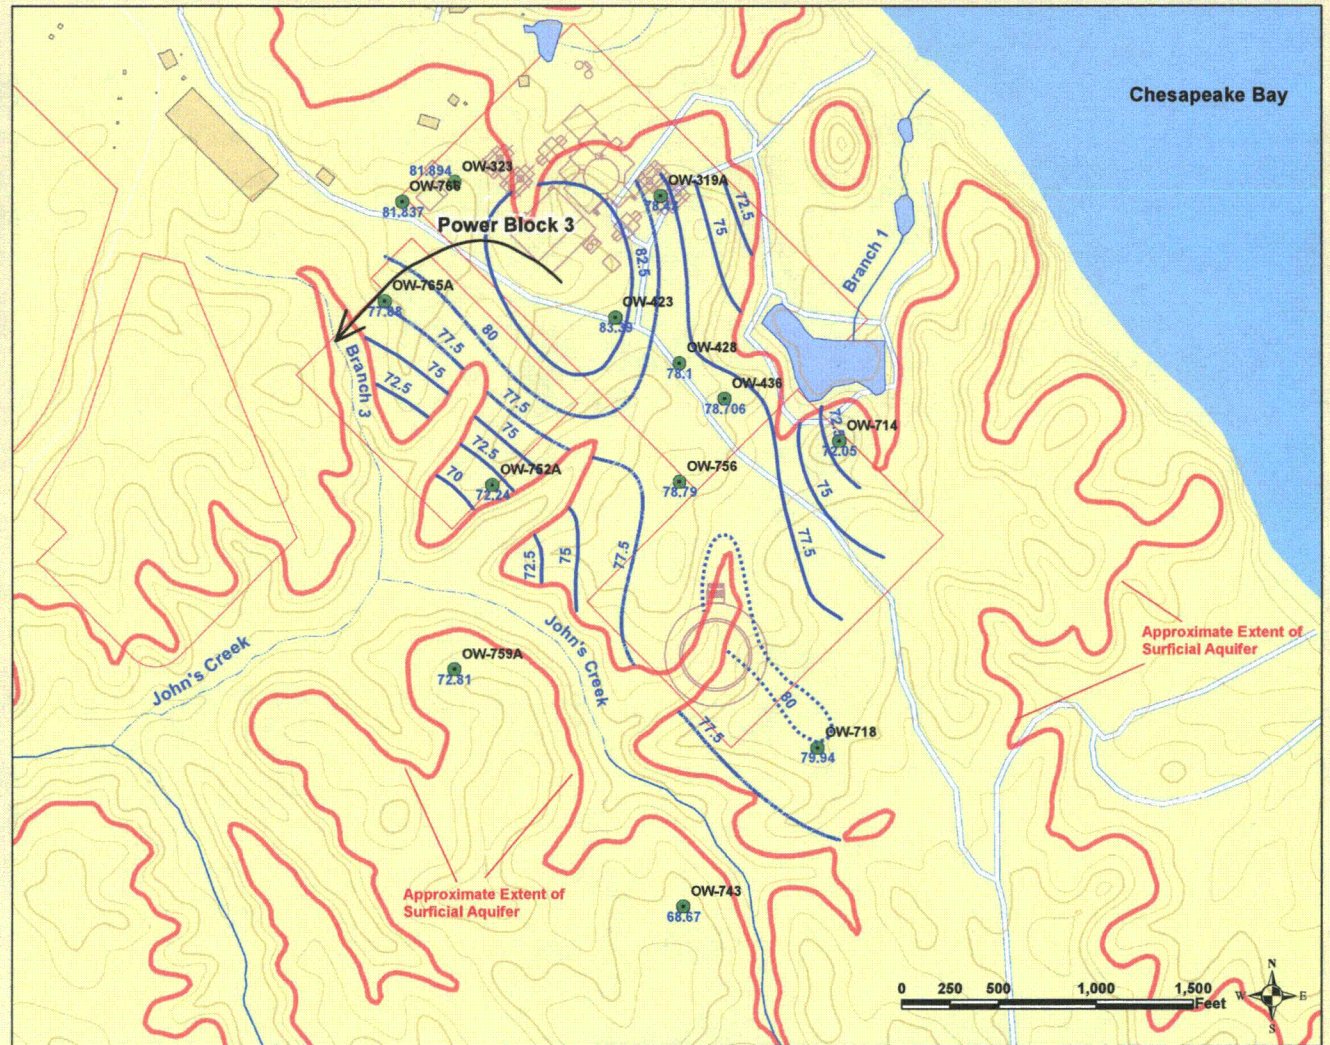 Chesapeake Bay
81.894
OW-323
OW-766
81.837
OW-319A
72.5
75
Power Block 3
82.5
Branch 1
OW-765A
77.68
OW-423
83.39
80
77.5
75
72.5
Branch 3
OW-428
78.1
OW-436
78.706
77.5
75
72.5
OW-714
72.05
OW-752A
72.24
70
OW-756
78.79
75
77.5
72.5
75
77.5
John's Creek
John's Creek
Approximate Extent of
Surficial Aquifer
OW-759A
72.81
80
77.5
OW-718
79.94
Approximate Extent of
Surficial Aquifer
OW-743
68.67
0 250 500 1,000 1,500
Feet
N
W E
S